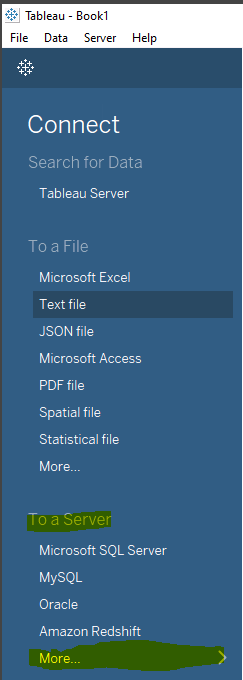 Tableau - Book1
File Data Server Help
Connect
Search for Data
Tableau Server
To a File
Microsoft Excel
Text file
JSON file
Microsoft Access
PDF file
Spatial file
Statistical file
More...
To a Server
Microsoft SQL Server
MySQL
Oracle
Amazon Redshift
More...